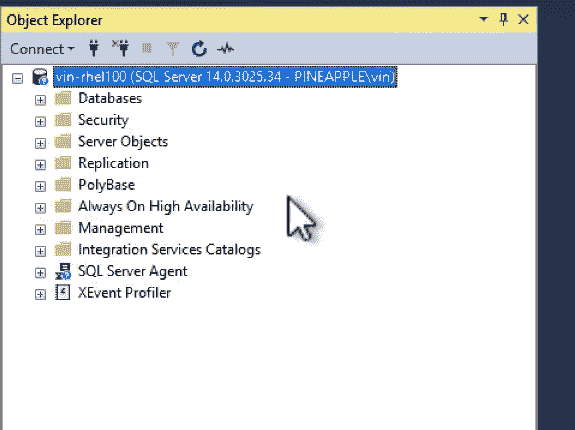 Object Explorer
Connect
vin-rhel100 (SQL Server 14.0.3025.34 - PINEAPPLE\vin)
Databases
Security
Server Objects
Replication
PolyBase
Always On High Availability
Management
Integration Services Catalogs
SQL Server Agent
XEvent Profiler